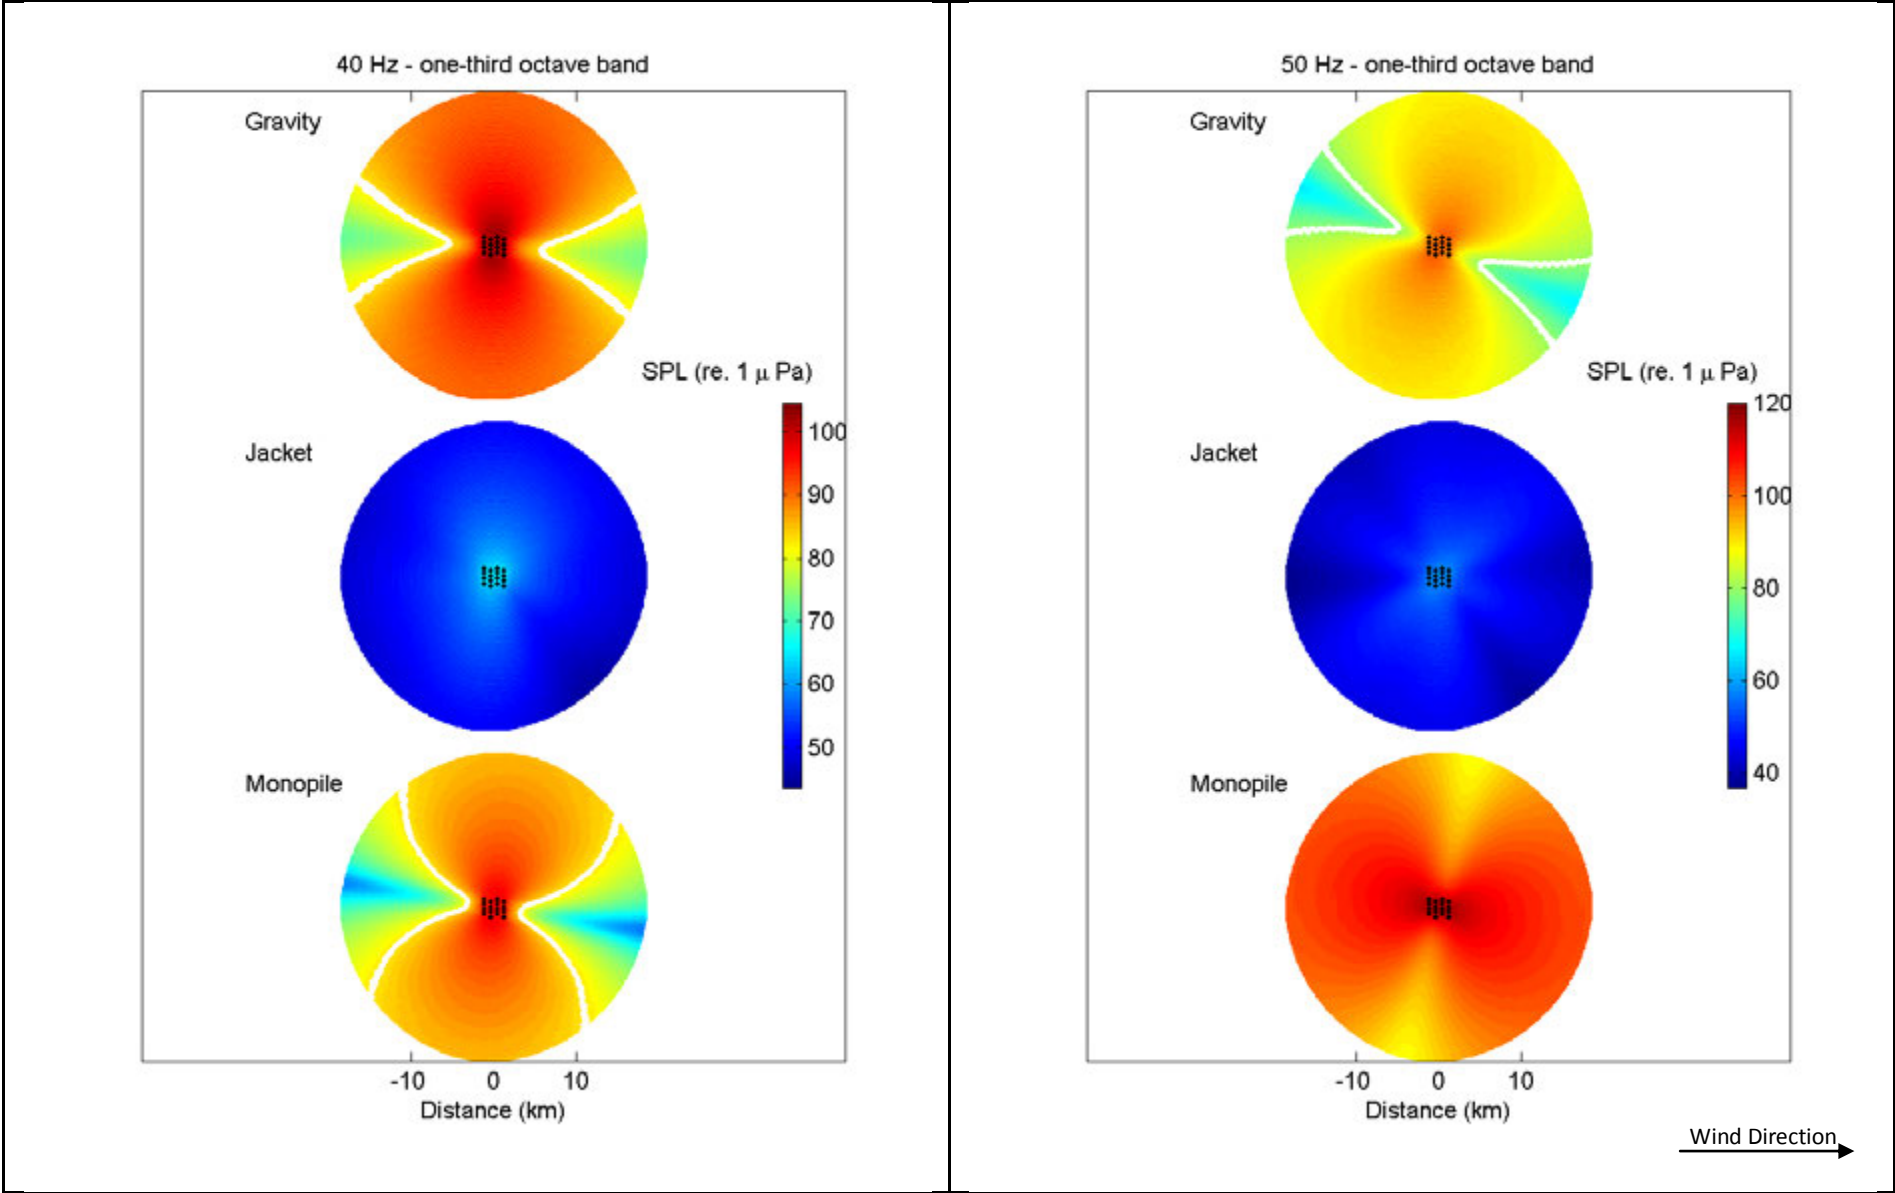 40 Hz - one-third octave band
Gravity
SPL (re. 1 μ Pa)
100
90
80
70
60
50
Jacket
Monopile
-10 0 10
Distance (km)
50 Hz - one-third octave band
Gravity
SPL (re. 1 μ Pa)
120
100
80
60
40
Jacket
Monopile
-10 0 10
Distance (km)
Wind Direction